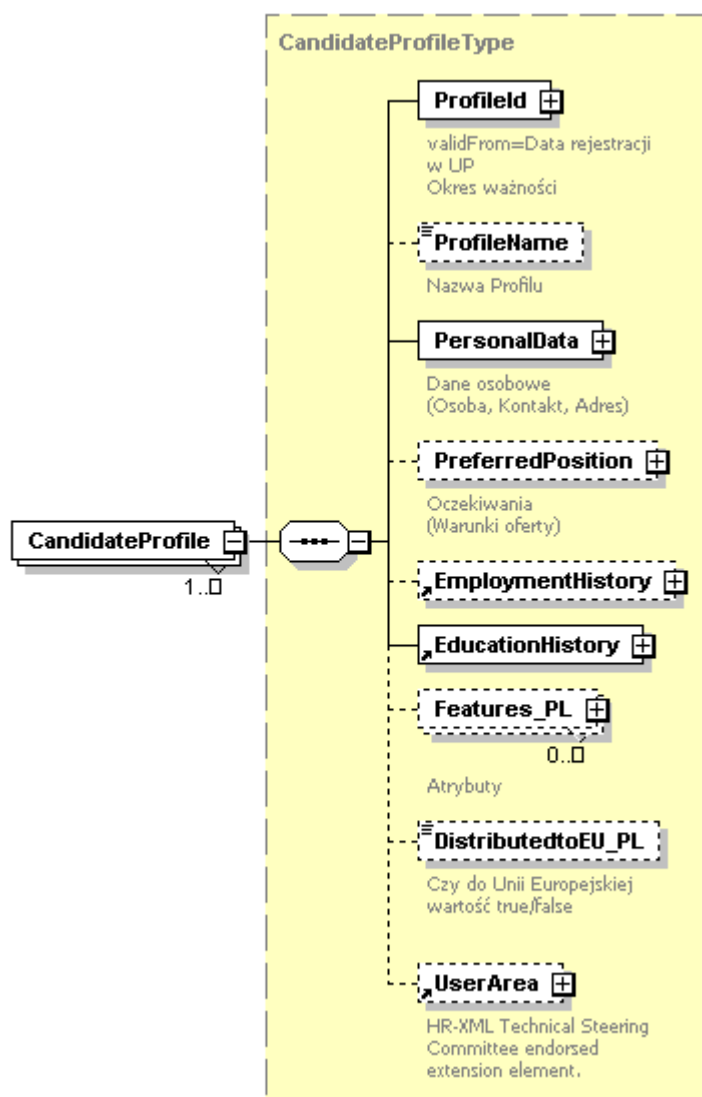 CandidateProfileType
ProfileId
validFrom=Data rejestracji
w UP
Okres ważności
ProfileName
Nazwa Profilu
PersonalData
Dane osobowe
(Osoba, Kontakt, Adres)
PreferredPosition
Oczekiwania
(Warunki oferty)
CandidateProfile
1..
EmploymentHistory
EducationHistory
Features_PL
0..
Atrybuty
DistributedtoEU_PL
Czy do Unii Europejskiej
wartość true/false
UserArea
HR-XML Technical Steering
Committee endorsed
extension element.